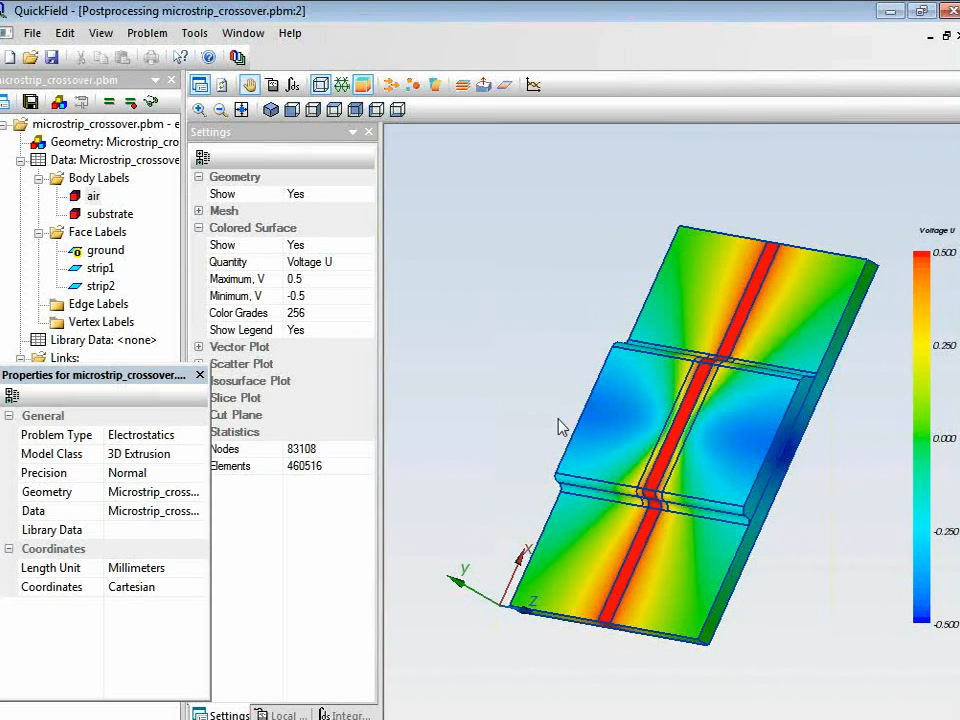 QuickField - [Postprocessing microstrip_crossover.pbm:2]
File Edit View Problem Tools Window Help
icrostrip_crossover.pbm
microstrip_crossover.pbm - e
Geometry: Microstrip_cro
Data: Microstrip_crossove
Body Labels
air
substrate
Face Labels
ground
strip1
strip2
Edge Labels
Vertex Labels
Library Data: <none>
Links:
Properties for microstrip_crossover....
General
Problem Type Electrostatics
Model Class 3D Extrusion
Precision Normal
Geometry Microstrip_cross...
Data Microstrip_cross...
Library Data
Coordinates
Length Unit Millimeters
Coordinates Cartesian
Settings
Geometry
Show Yes
Mesh
Colored Surface
Show Yes
Quantity Voltage U
Maximum, V 0.5
Minimum, V -0.5
Color Grades 256
Show Legend Yes
Vector Plot
Scatter Plot
Isosurface Plot
Slice Plot
Cut Plane
Statistics
Nodes 83108
Elements 460516
Settings Local ... Integr...
x
y
z
Voltage U
0.500
0.250
0.000
-0.250
-0.500